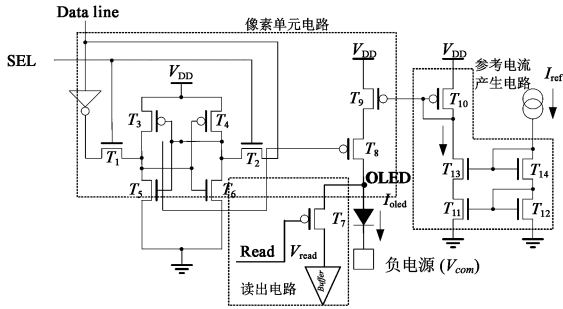 像素单元电路
Data line
SEL
VDD
VDD
VDD
参考电流
产生电路
Iref
T9
T10
T3
T4
T1
T2
T8
T13
T14
T5
T6
OLED
Ioled
T7
T11
T12
Read
Vread
Buffer
读出电路
负电源 (Vcom)